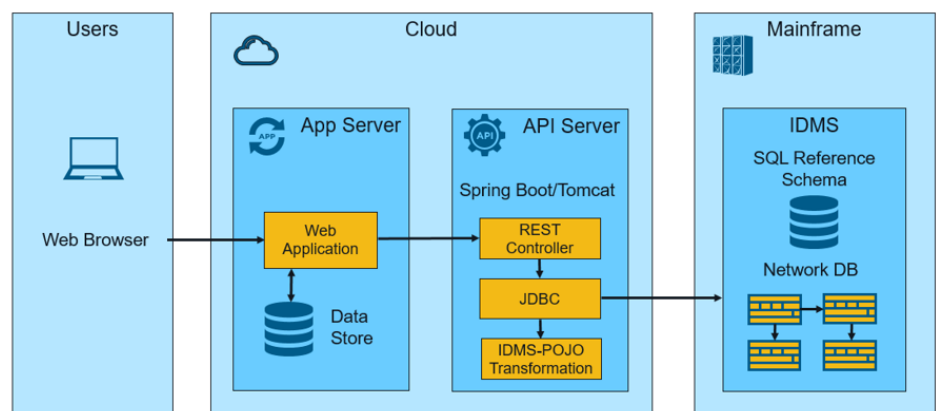 Users
Web Browser
Cloud
APP
App Server
Web
Application
Data
Store
API
API Server
Spring Boot/Tomcat
REST
Controller
JDBC
IDMS-POJO
Transformation
Mainframe
IDMS
SQL Reference
Schema
Network DB